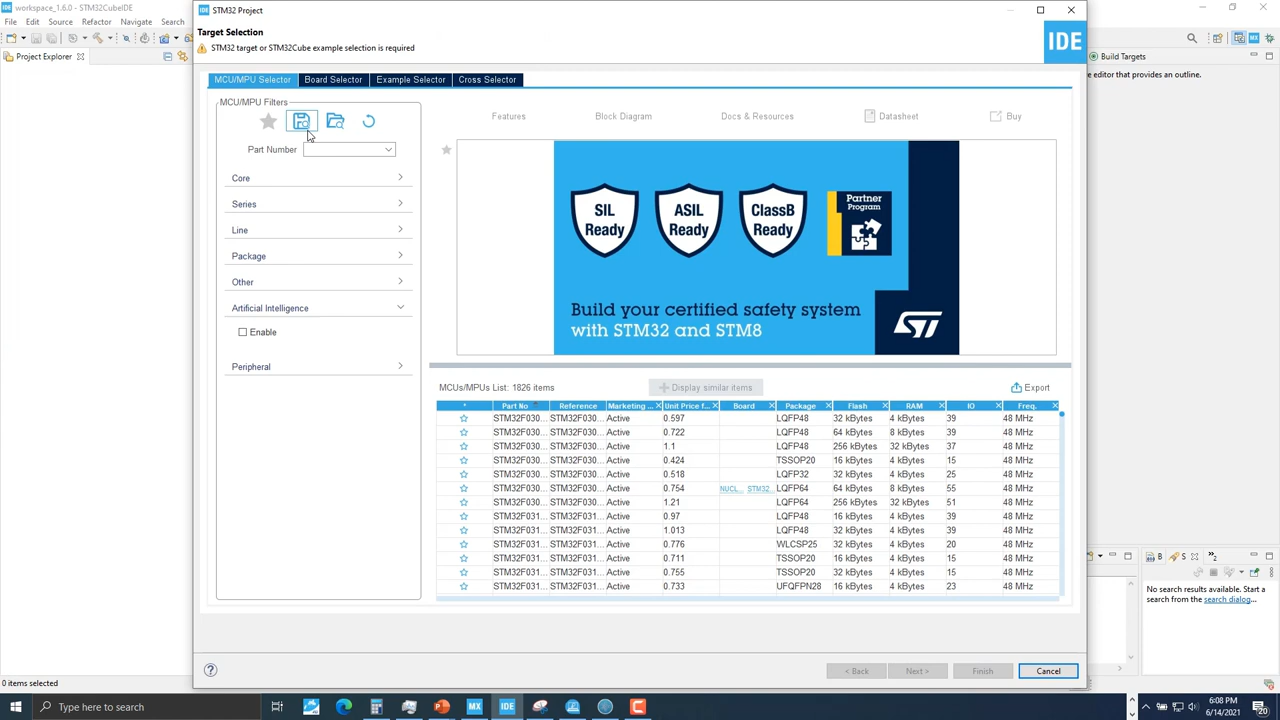 IDE workspace_1.6.0 - STM32CubeIDE
File Edit Source Refactor Navigate Search
Project Explorer
0 items selected
IDE STM32 Project
Target Selection
STM32 target or STM32Cube example selection is required
IDE
MCU/MPU Selector Board Selector Example Selector Cross Selector
MCU/MPU Filters
Part Number
Core
Series
Line
Package
Other
Artificial Intelligence
Enable
Peripheral
Features Block Diagram Docs & Resources Datasheet Buy
SIL Ready
ASIL Ready
ClassB Ready
Partner Program
Build your certified safety system
with STM32 and STM8
ST
MCUs/MPUs List: 1826 items
Display similar items
Export
* Part No Reference Marketing ... Unit Price f... Board Package Flash RAM IO Freq.
STM32F030... STM32F030... Active 0.597 LQFP48 32 kBytes 4 kBytes 39 48 MHz
STM32F030... STM32F030... Active 0.722 LQFP48 64 kBytes 8 kBytes 39 48 MHz
STM32F030... STM32F030... Active 1.1 LQFP48 256 kBytes 32 kBytes 37 48 MHz
STM32F030... STM32F030... Active 0.424 TSSOP20 16 kBytes 4 kBytes 15 48 MHz
STM32F030... STM32F030... Active 0.518 LQFP32 32 kBytes 4 kBytes 25 48 MHz
STM32F030... STM32F030... Active 0.754 NUCL... STM32... LQFP64 64 kBytes 8 kBytes 55 48 MHz
STM32F030... STM32F030... Active 1.21 LQFP64 256 kBytes 32 kBytes 51 48 MHz
STM32F031... STM32F031... Active 0.97 LQFP48 16 kBytes 4 kBytes 39 48 MHz
STM32F031... STM32F031... Active 1.013 LQFP48 32 kBytes 4 kBytes 39 48 MHz
STM32F031... STM32F031... Active 0.776 WLCSP25 32 kBytes 4 kBytes 20 48 MHz
STM32F031... STM32F031... Active 0.711 TSSOP20 16 kBytes 4 kBytes 15 48 MHz
STM32F031... STM32F031... Active 0.755 TSSOP20 32 kBytes 4 kBytes 15 48 MHz
STM32F031... STM32F031... Active 0.733 UFQFPN28 16 kBytes 4 kBytes 23 48 MHz
< Back Next > Finish Cancel
MX
Build Targets
e editor that provides an outline.
B S
No search results available. Start
a search from the search dialog...
Type here to search
MX IDE
6:08 PM
6/14/2021
20